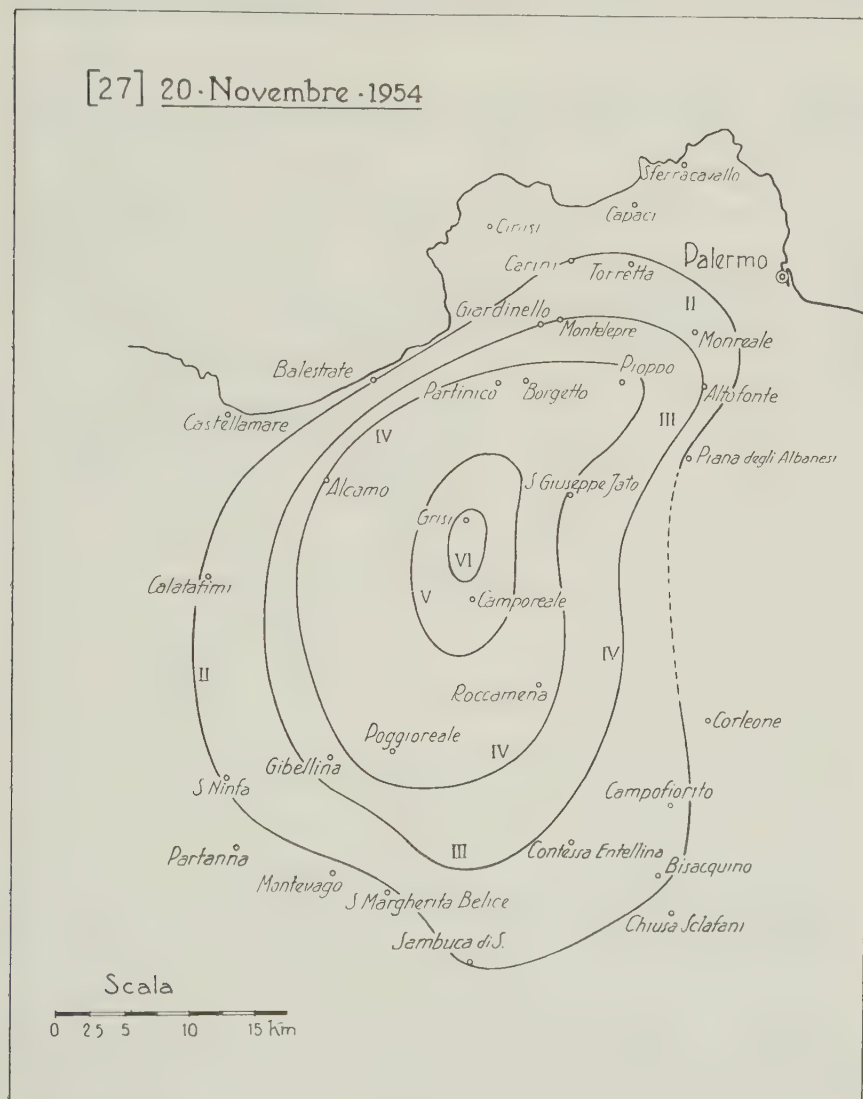 [27] 20·Novembre·1954
Sferracavallo
Capaci
Cinisi
Carini
Torretta
Palermo
II
Giardinello
Montelepre
Monreale
Balestrate
Pioppo
Partinico
Borgetto
Altofonte
Castellamare
IV
III
Piana degli Albanesi
Alcamo
S Giuseppe Jato
Grisi
VI
Calatafimi
V
Camporeale
IV
II
Roccamena
Corleone
Poggioreale
IV
Gibellina
S Ninfa
Campofiorito
III
Contessa Entellina
Partanna
Bisacquino
Montevago
S Margherita Belice
Chiusa Sclafani
Sambuca di S.
Scala
0 2 5 5 10 15 Km